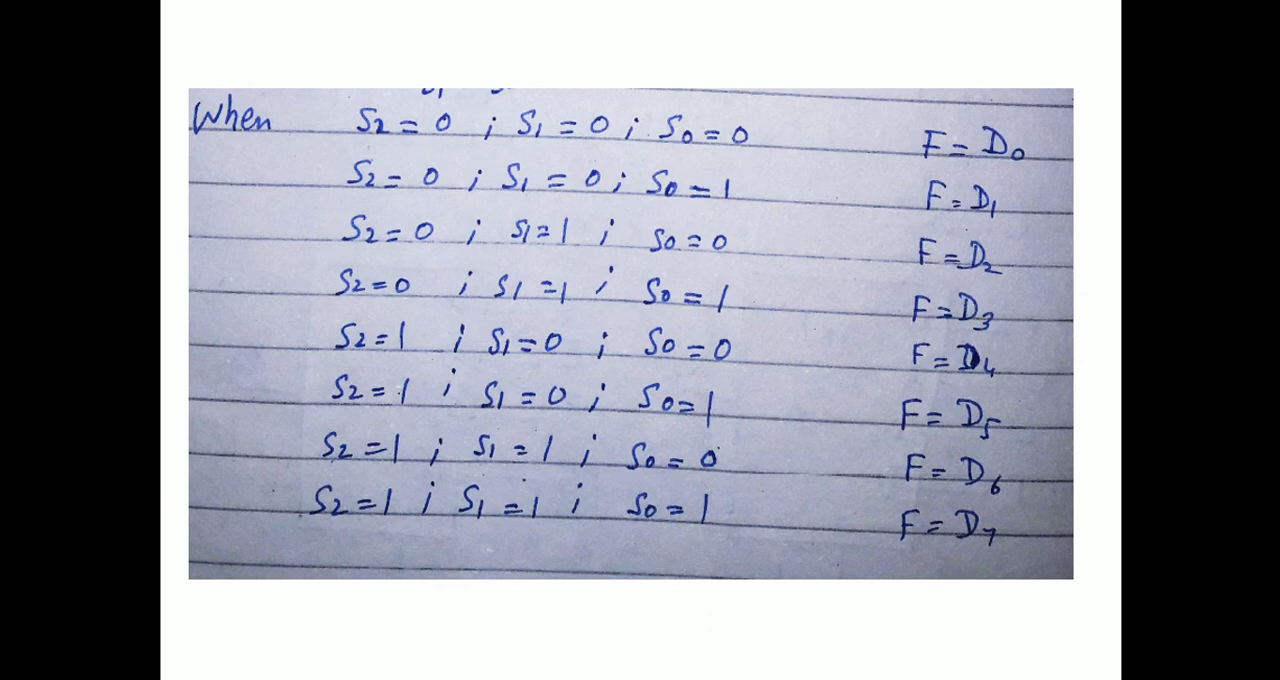 When S2 = 0 ; S1 = 0 ; S0 = 0 F = D0
S2 = 0 ; S1 = 0 ; S0 = 1 F = D1
S2 = 0 ; S1 = 1 ; S0 = 0 F = D2
S2 = 0 ; S1 = 1 ; S0 = 1 F = D3
S2 = 1 ; S1 = 0 ; S0 = 0 F = D4
S2 = 1 ; S1 = 0 ; S0 = 1 F = D5
S2 = 1 ; S1 = 1 ; S0 = 0 F = D6
S2 = 1 ; S1 = 1 ; S0 = 1 F = D7